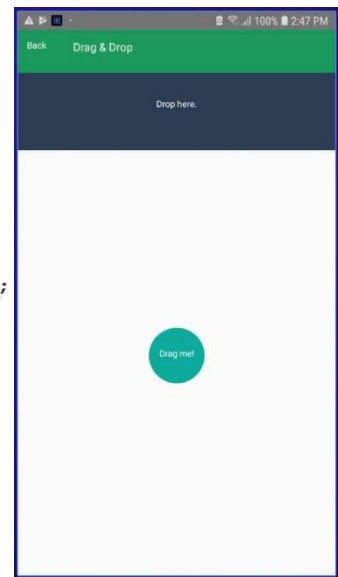 100% 2:47 PM
Back Drag & Drop
Drop here.
;
Drag me!